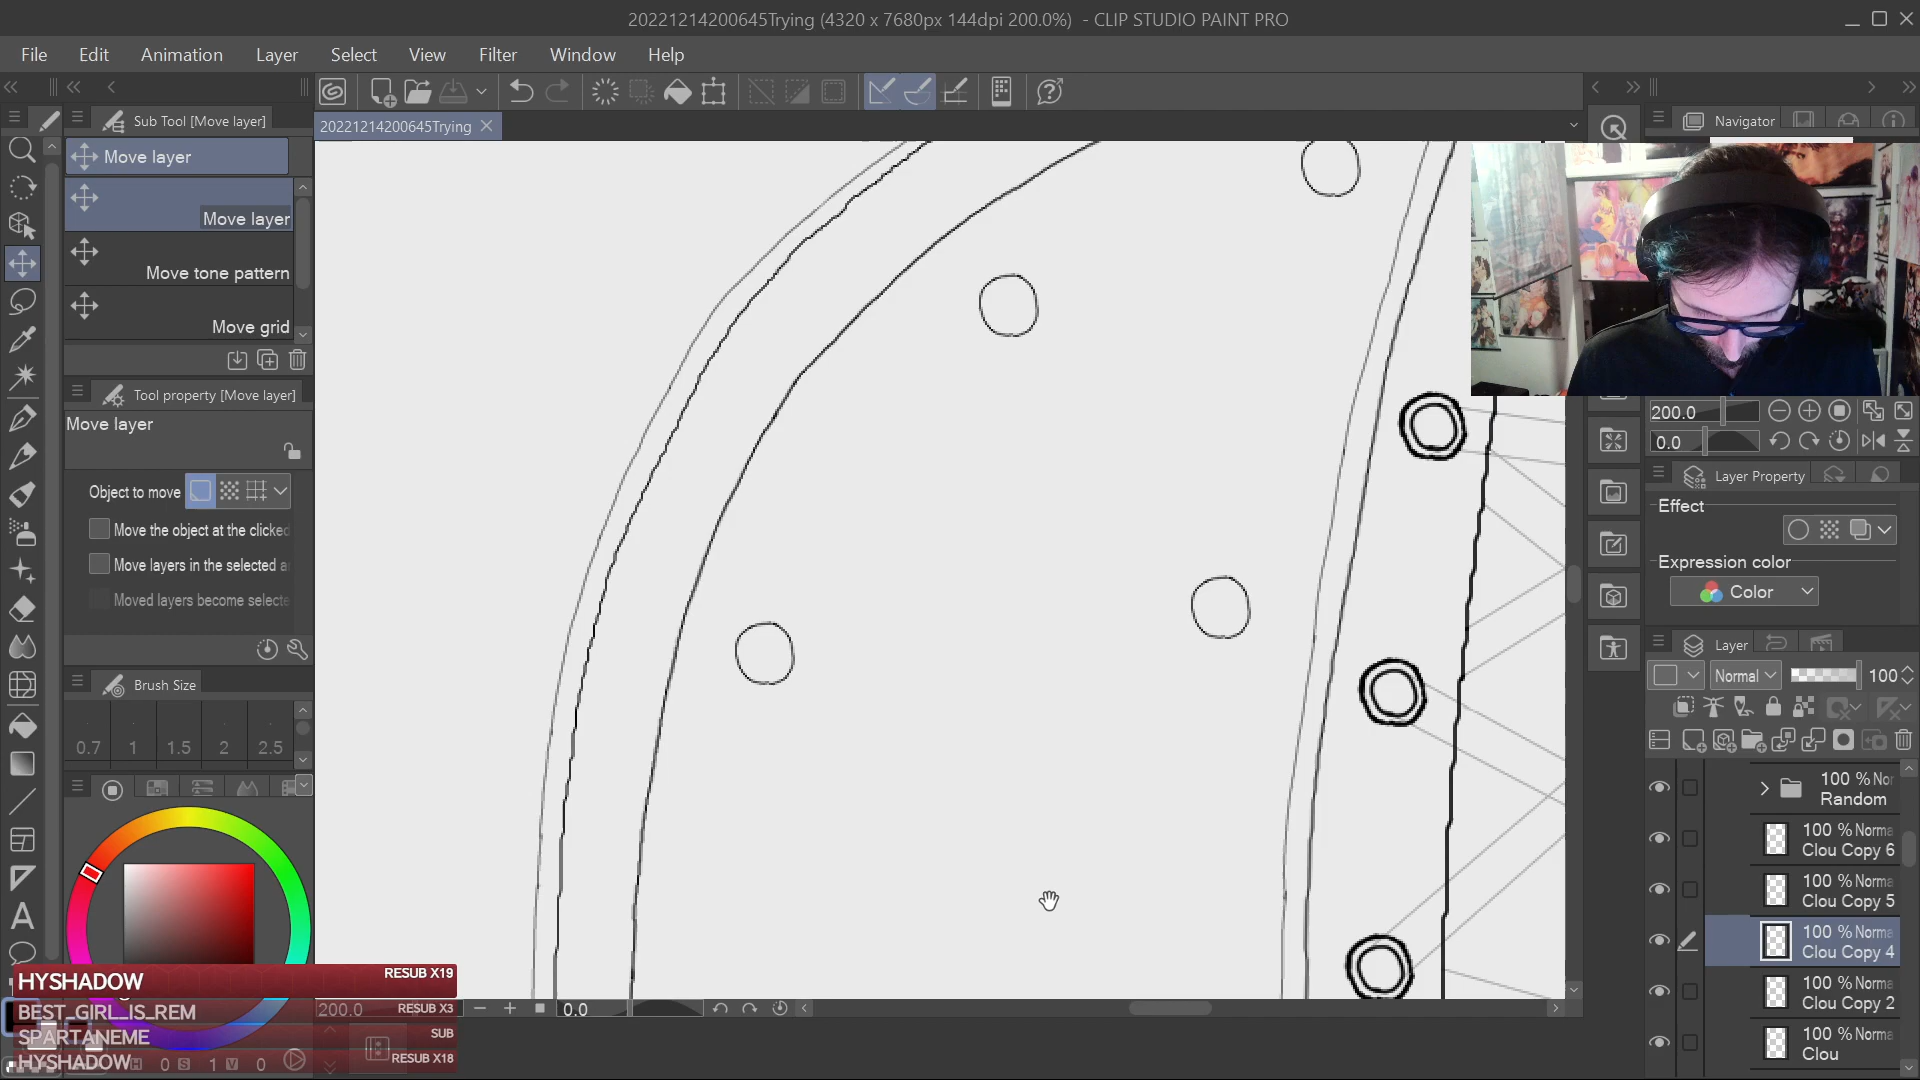 20221214200645Trying (4320 x 7680px 144dpi 200.0%) - CLIP STUDIO PAINT PRO
File Edit Animation Layer Select View Filter Window Help
20221214200645Trying
Sub Tool [Move layer]
Move layer
Move layer
Move tone pattern
Move grid
Tool property [Move layer]
Move layer
Object to move
Move the object at the clicked
Move layers in the selected a
Moved layers become selecte
Brush Size
0.7 1 1.5 2 2.5
HYSHADOW RESUB X19
BEST_GIRL_IS_REM RESUB X3
SPARTANEME SUB
HYSHADOW RESUB X18
H 0 S 1 V 0
200.0 0.0
Navigator
200.0
0.0
Layer Property
Effect
Expression color
Color
Layer
Normal 100
100 % Nor
Random
100 % Norma
Clou Copy 6
100 % Norma
Clou Copy 5
100 % Norma
Clou Copy 4
100 % Norma
Clou Copy 2
100 % Norma
Clou